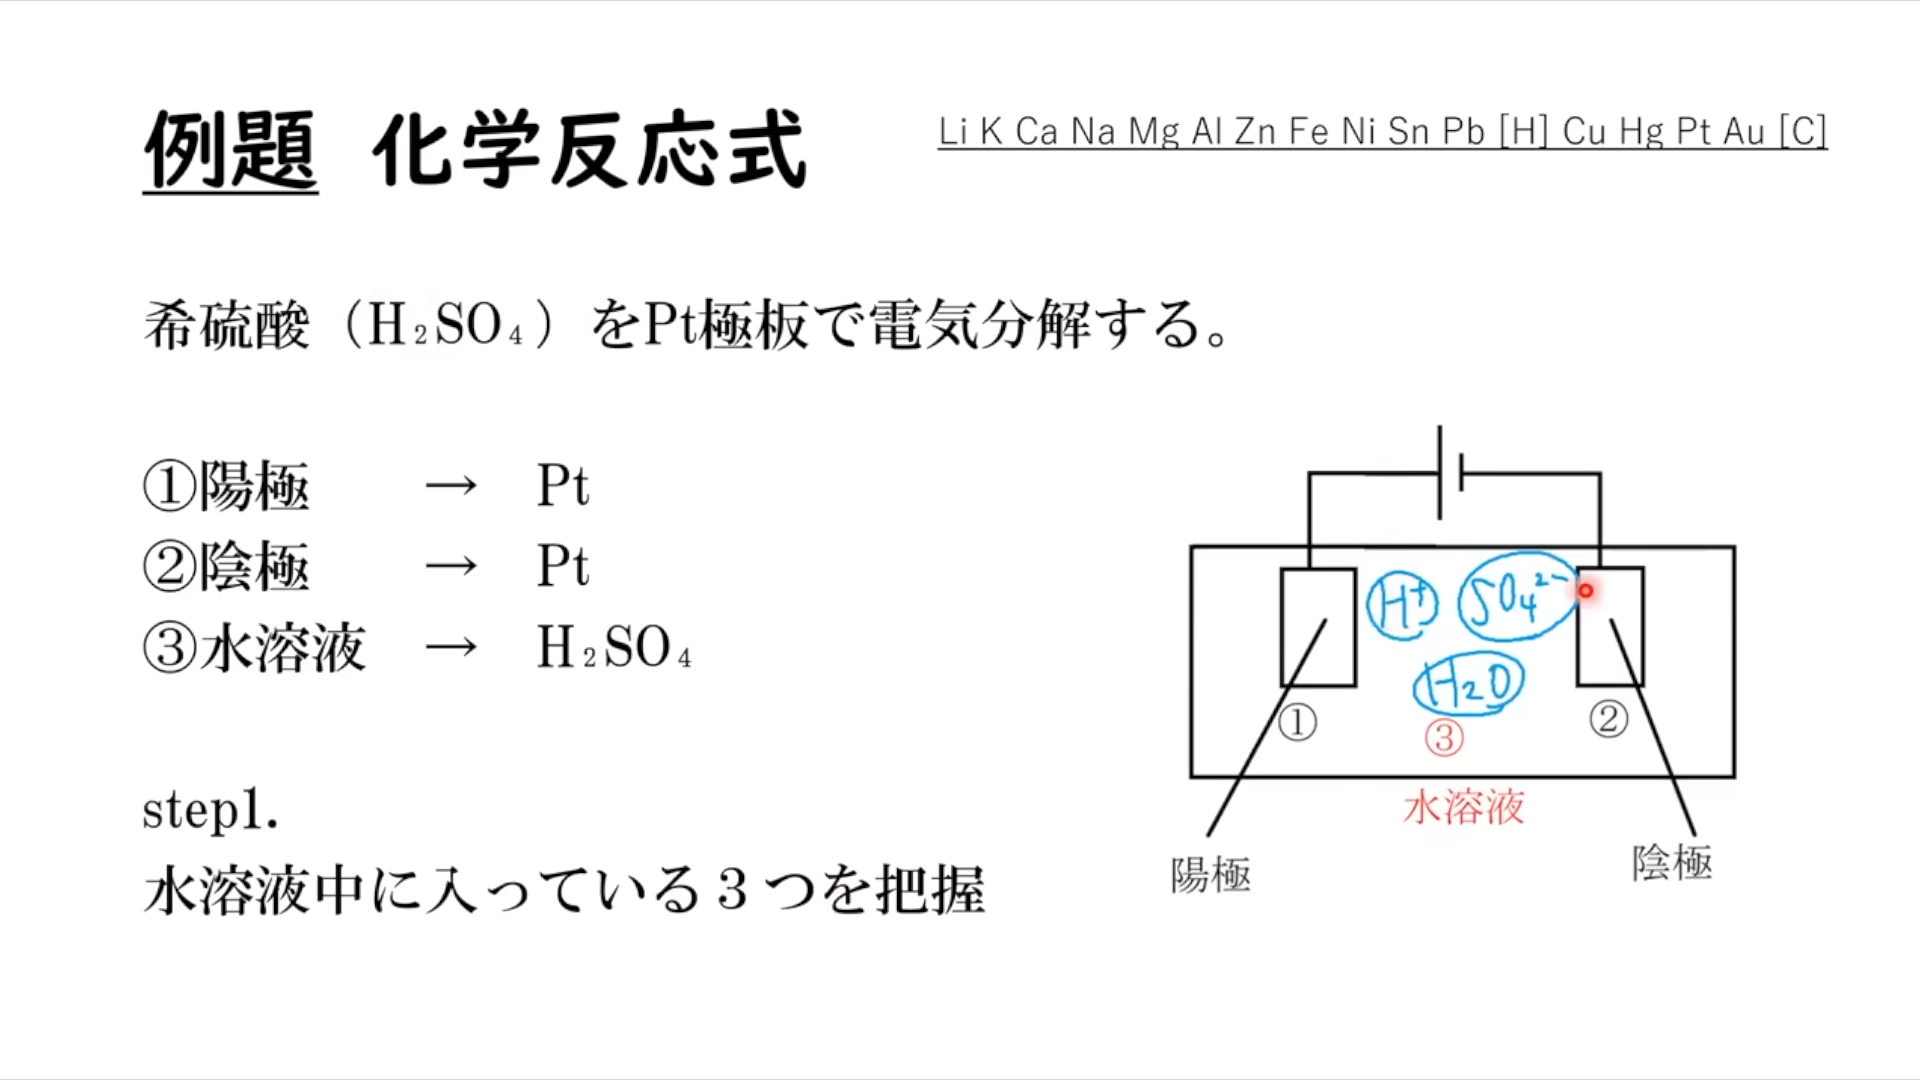 例題 化学反応式
Li K Ca Na Mg Al Zn Fe Ni Sn Pb [H] Cu Hg Pt Au [C]
希硫酸（H₂SO₄）をPt極板で電気分解する。
①陽極 → Pt
②陰極 → Pt
③水溶液 → H₂SO₄
step1.
水溶液中に入っている３つを把握
H⁺ SO₄²⁻
H₂O
① ③ ②
水溶液
陽極 陰極